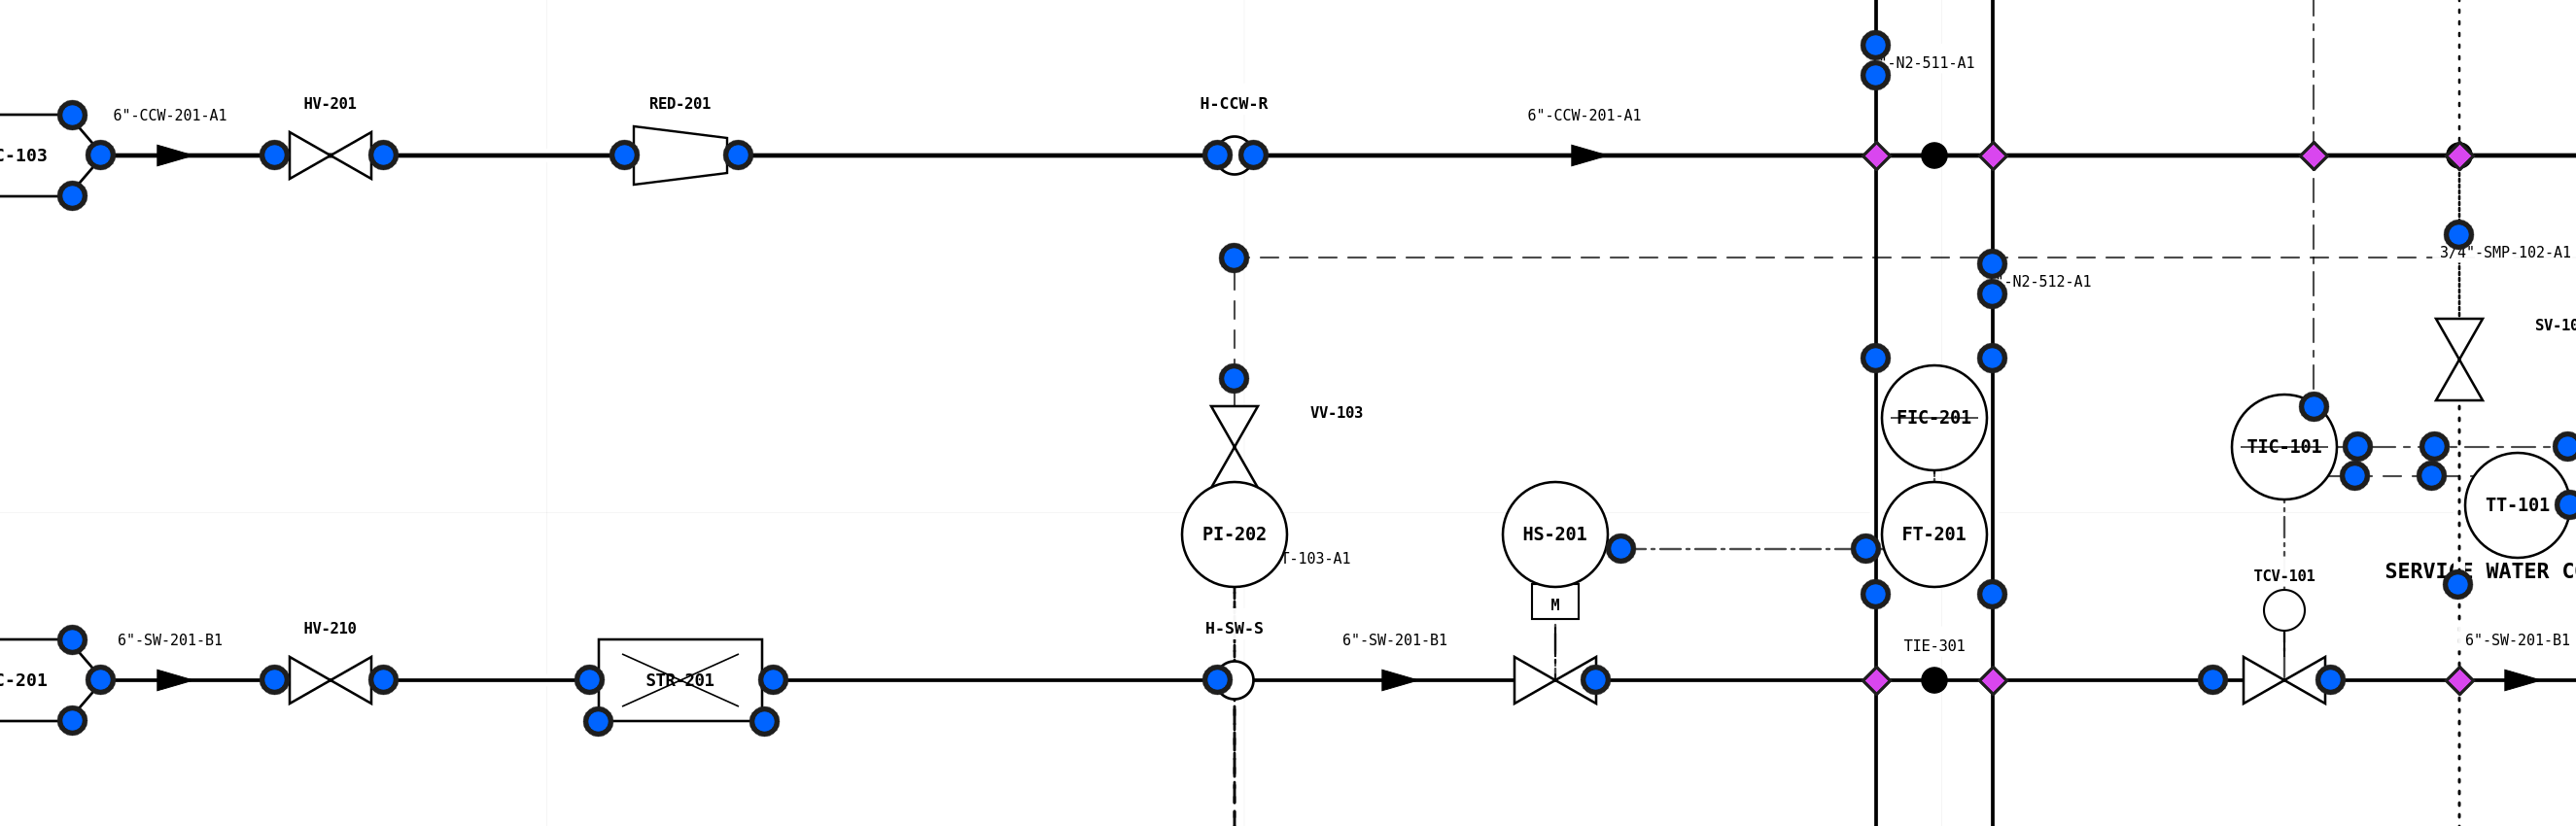 -N2-511-A1
HV-201
RED-201
H-CCW-R
6"-CCW-201-A1
6"-CCW-201-A1
C-103
3/4"-SMP-102-A1
-N2-512-A1
SV-10
VV-103
FIC-201
TIC-101
TT-101
PI-202
HS-201
FT-201
T-103-A1
SERVICE WATER C
TCV-101
M
HV-210
H-SW-S
6"-SW-201-B1
6"-SW-201-B1
TIE-301
6"-SW-201-B1
C-201
STR-201